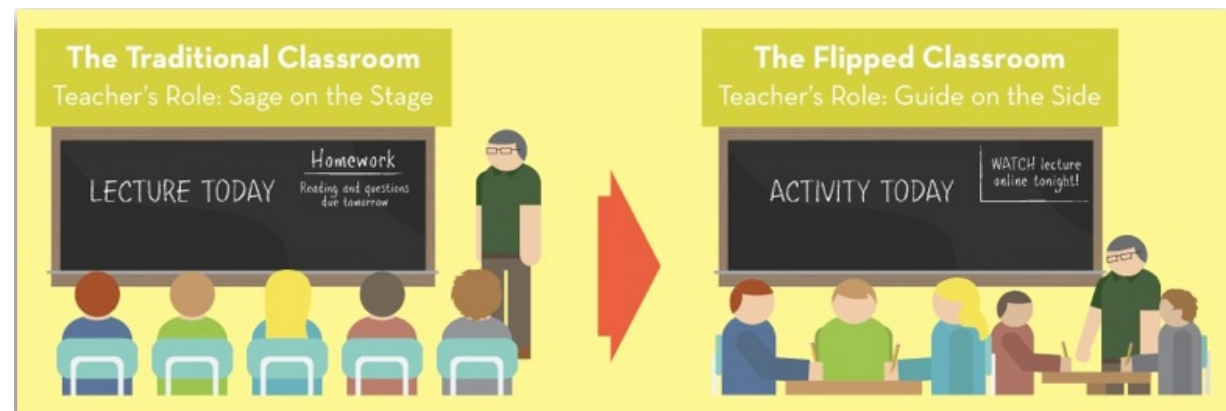 The Traditional Classroom
Teacher's Role: Sage on the Stage
LECTURE TODAY
Homework
Reading and questions
due tomorrow
The Flipped Classroom
Teacher's Role: Guide on the Side
ACTIVITY TODAY
WATCH lecture
online tonight!